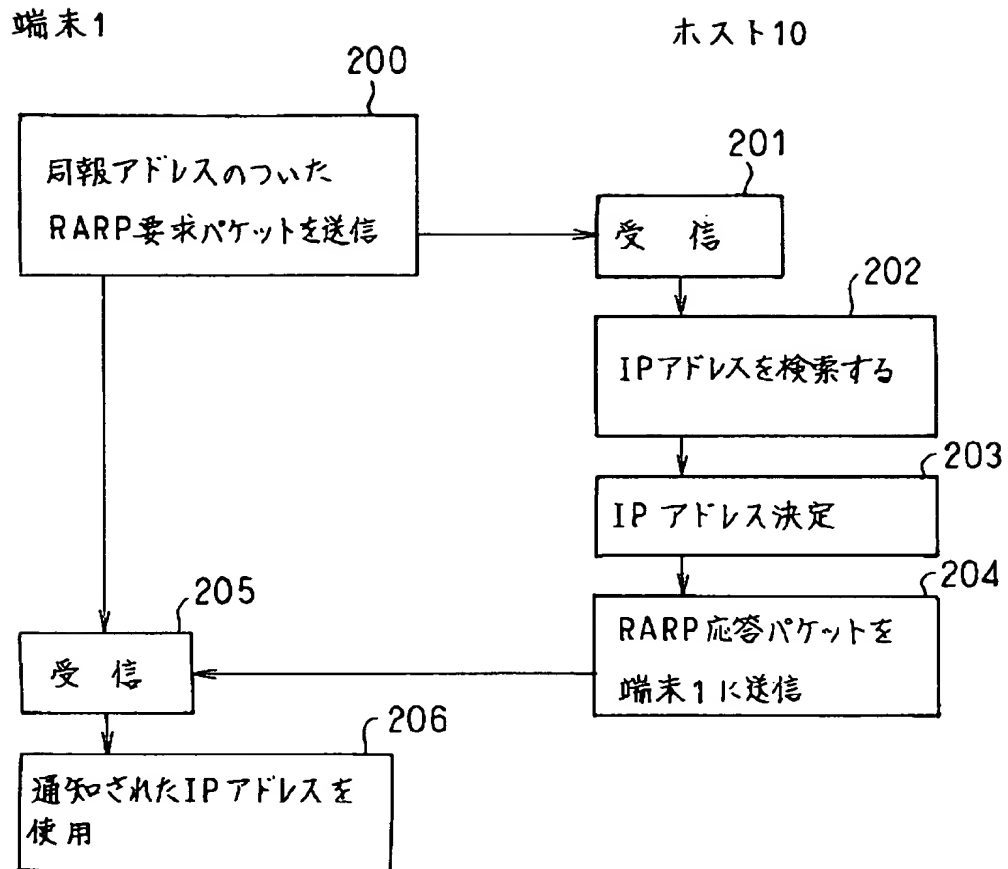 端末1
ホスト10
200
同報アドレスのついた
RARP要求パケットを送信
201
受信
202
IPアドレスを検索する
203
IPアドレス決定
204
RARP応答パケットを
端末1に送信
205
受信
206
通知されたIPアドレスを
使用